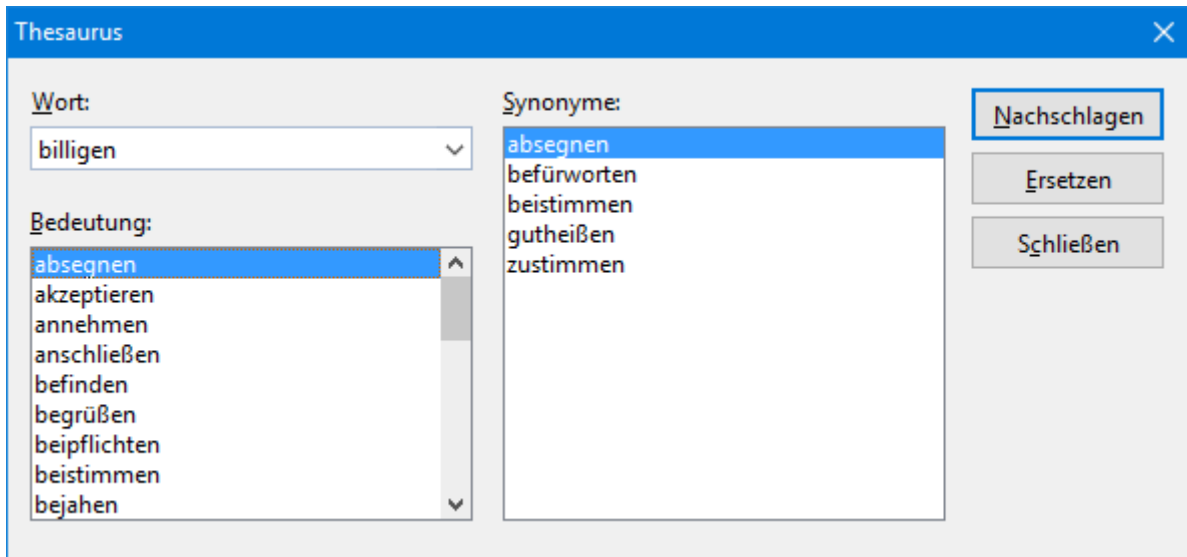 Thesaurus
Wort:
billigen
Bedeutung:
absegnen
akzeptieren
annehmen
anschließen
befinden
begrüßen
beipflichten
beistimmen
bejahen
Synonyme:
absegnen
befürworten
beistimmen
gutheißen
zustimmen
Nachschlagen
Ersetzen
Schließen